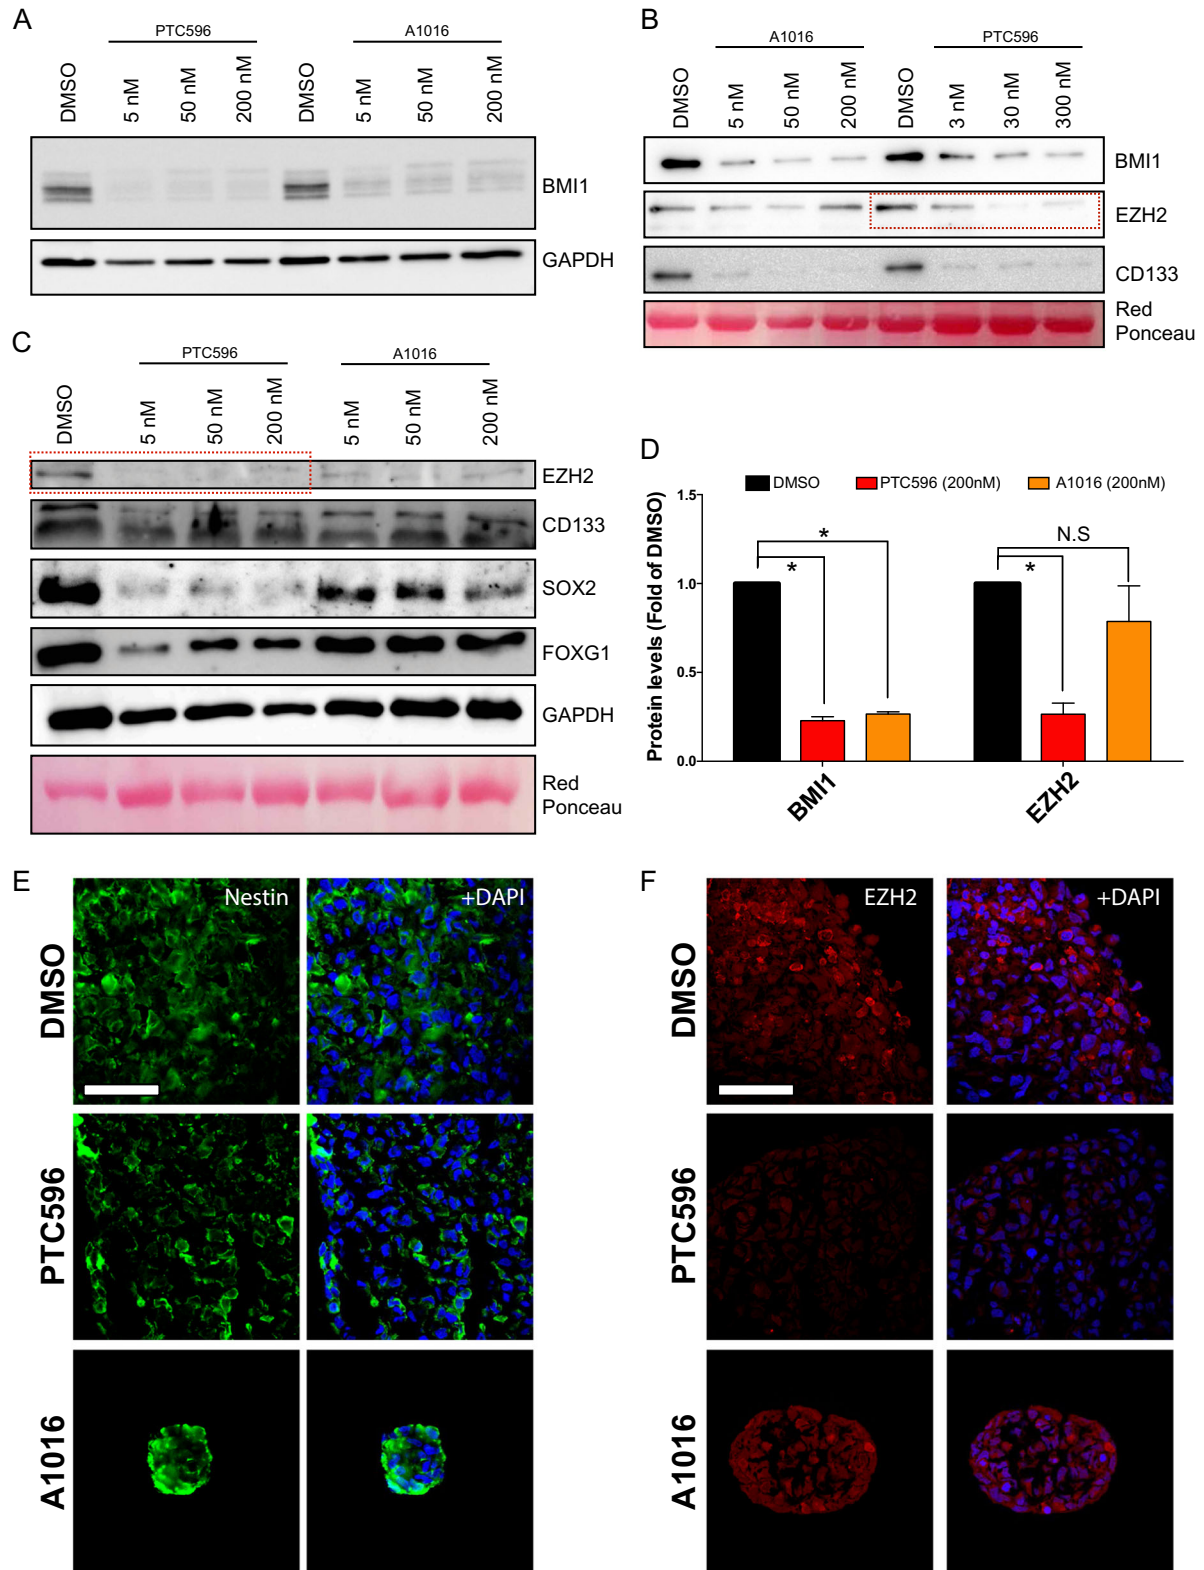 A
PTC596
A1016
DMSO
5 nM
50 nM
200 nM
DMSO
5 nM
50 nM
200 nM
BMI1
GAPDH
B
A1016
PTC596
DMSO
5 nM
50 nM
200 nM
DMSO
3 nM
30 nM
300 nM
BMI1
EZH2
CD133
Red
Ponceau
C
PTC596
A1016
DMSO
5 nM
50 nM
200 nM
5 nM
50 nM
200 nM
EZH2
CD133
SOX2
FOXG1
GAPDH
Red
Ponceau
D
DMSO
PTC596 (200nM)
A1016 (200nM)
Protein levels (Fold of DMSO)
1.5
1.0
0.5
0.0
*
*
*
N.S
BMI1
EZH2
E
Nestin
+DAPI
DMSO
PTC596
A1016
F
EZH2
+DAPI
DMSO
PTC596
A1016